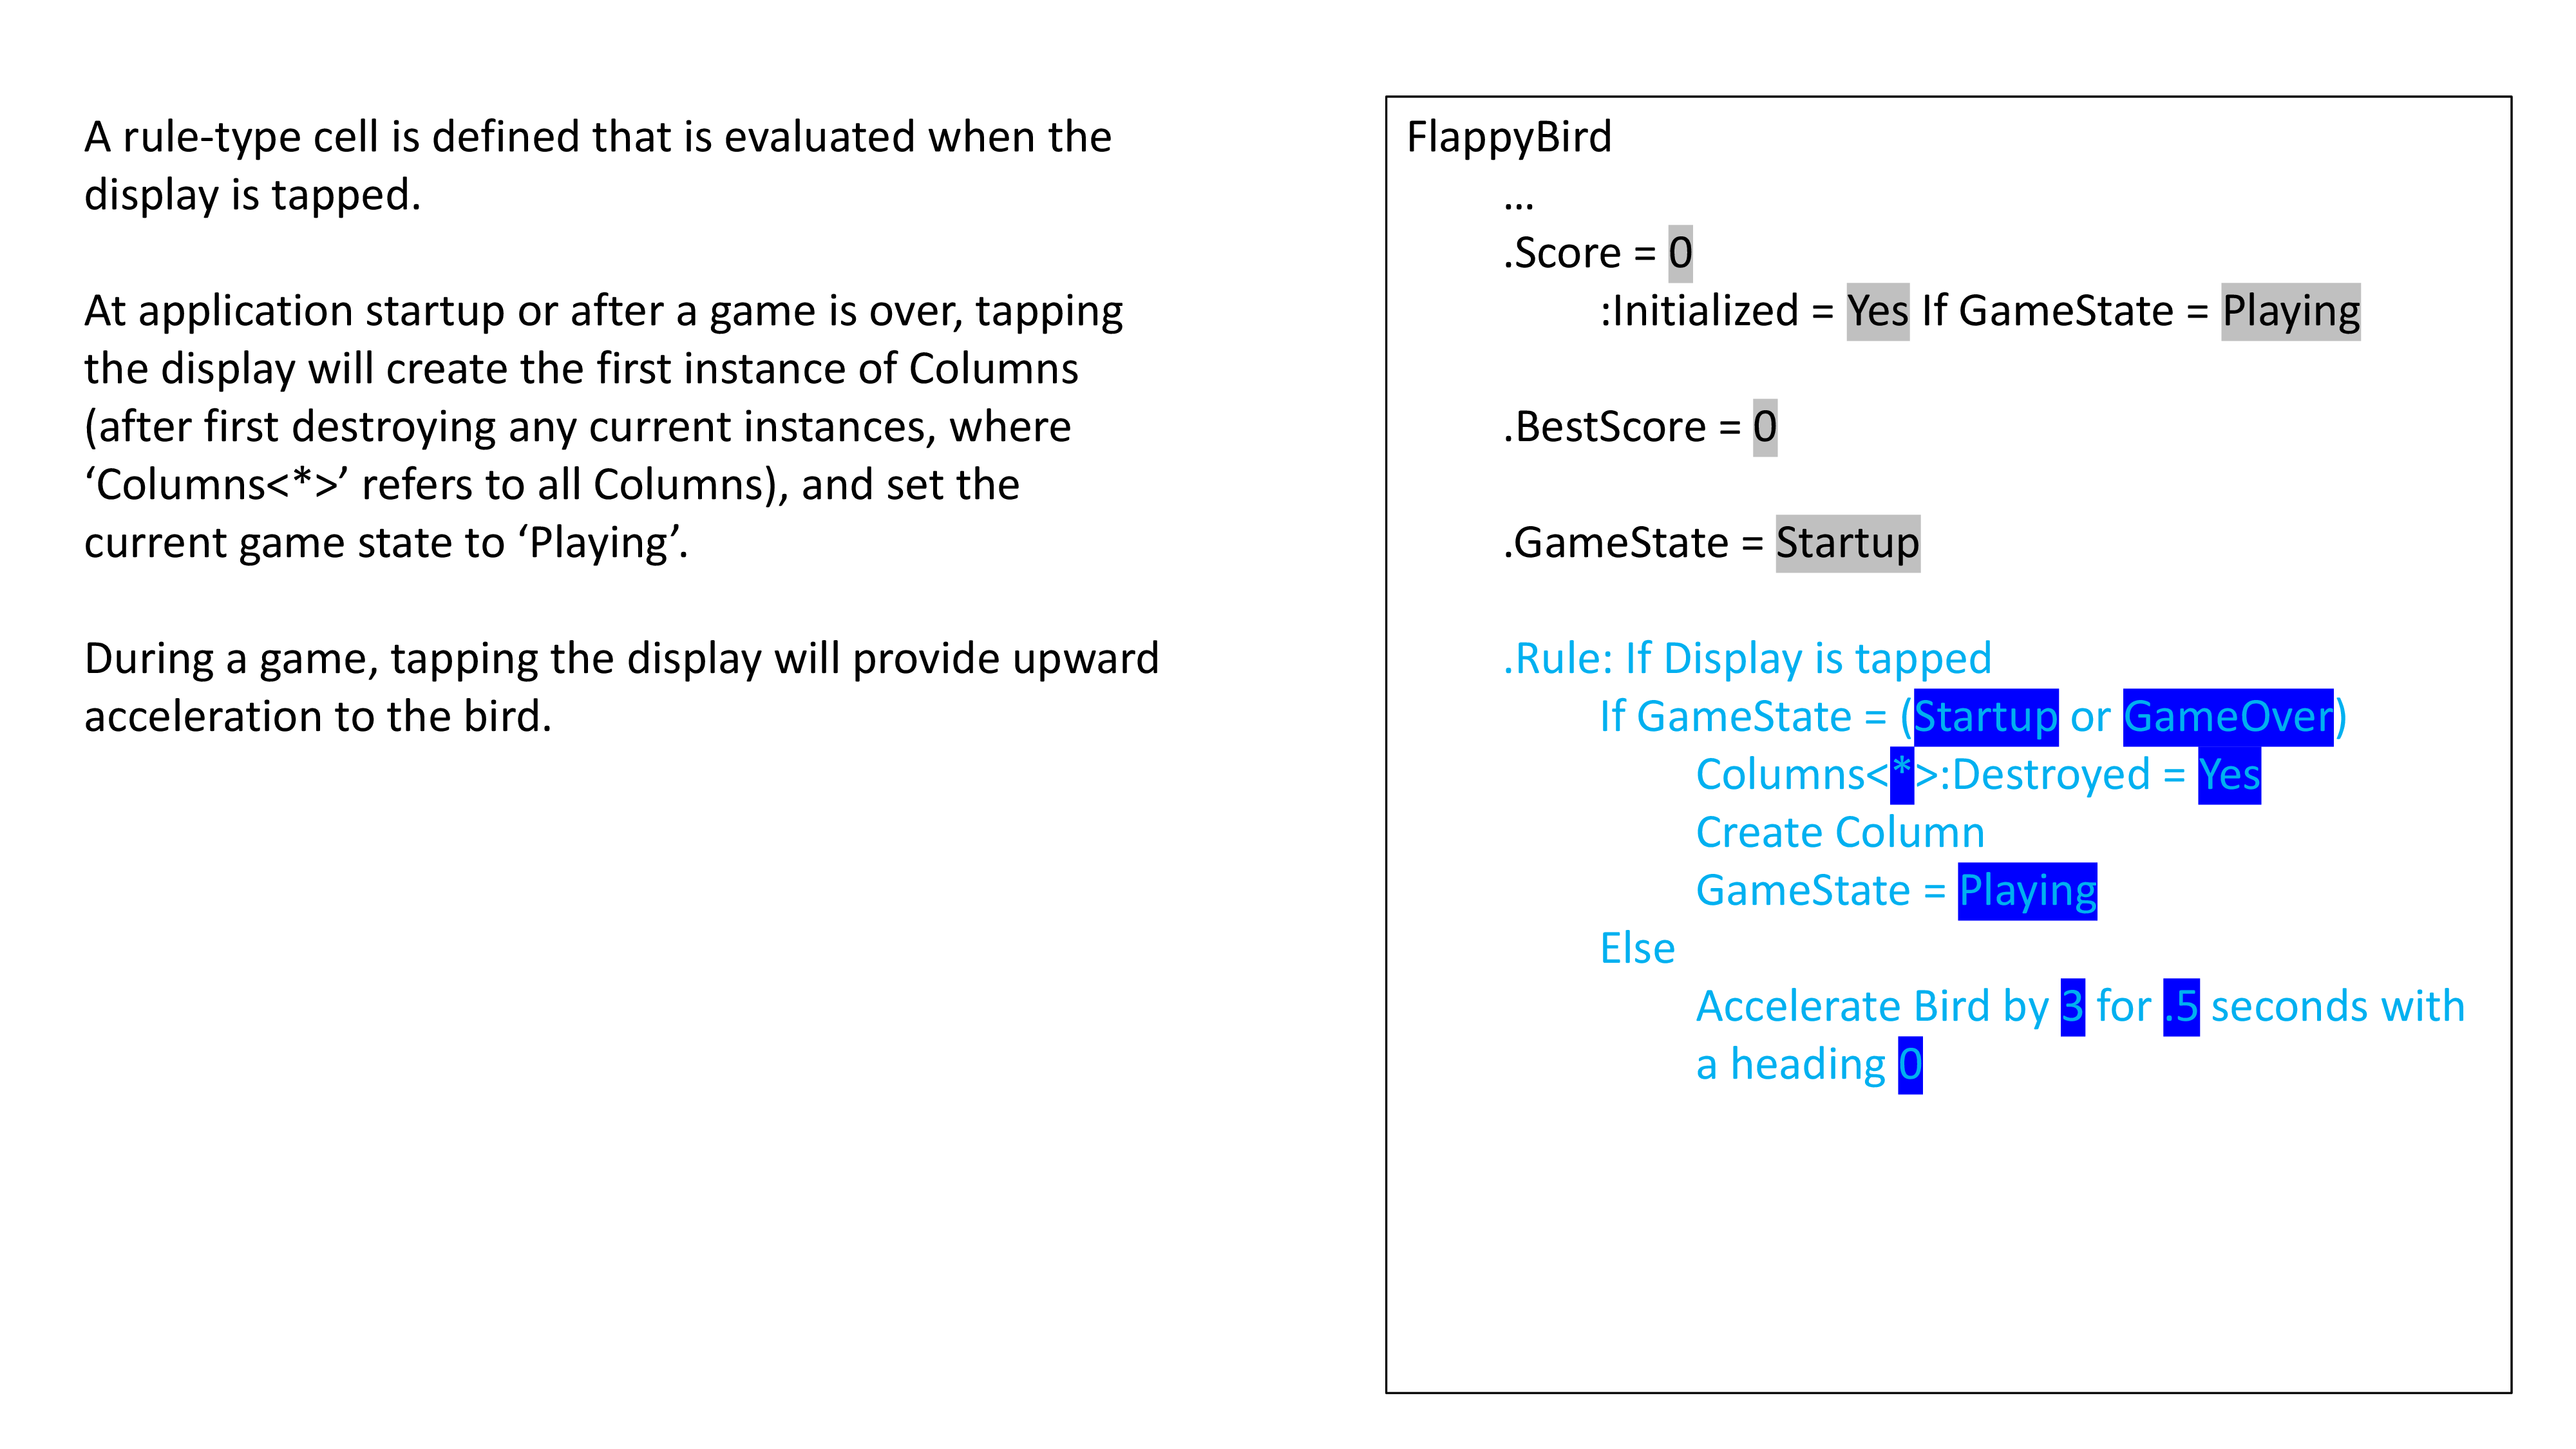 A rule-type cell is defined that is evaluated when the
display is tapped.
At application startup or after a game is over, tapping
the display will create the first instance of Columns
(after first destroying any current instances, where
‘Columns<*>’ refers to all Columns), and set the
current game state to ‘Playing’.
During a game, tapping the display will provide upward
acceleration to the bird.
FlappyBird
…
.Score = 0
:Initialized = Yes If GameState = Playing
.BestScore = 0
.GameState = Startup
.Rule: If Display is tapped
If GameState = (Startup or GameOver)
Columns<*>:Destroyed = Yes
Create Column
GameState = Playing
Else
Accelerate Bird by 3 for .5 seconds with
a heading 0